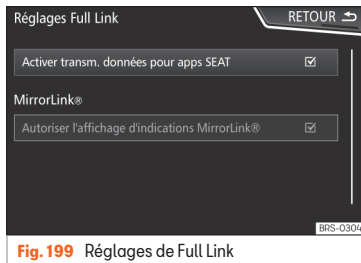 Réglages Full Link
RETOUR
Activer transm. données pour apps SEAT
MirrorLink®
Autoriser l'affichage d'indications MirrorLink®
BRS-0304
Fig. 199 Réglages de Full Link